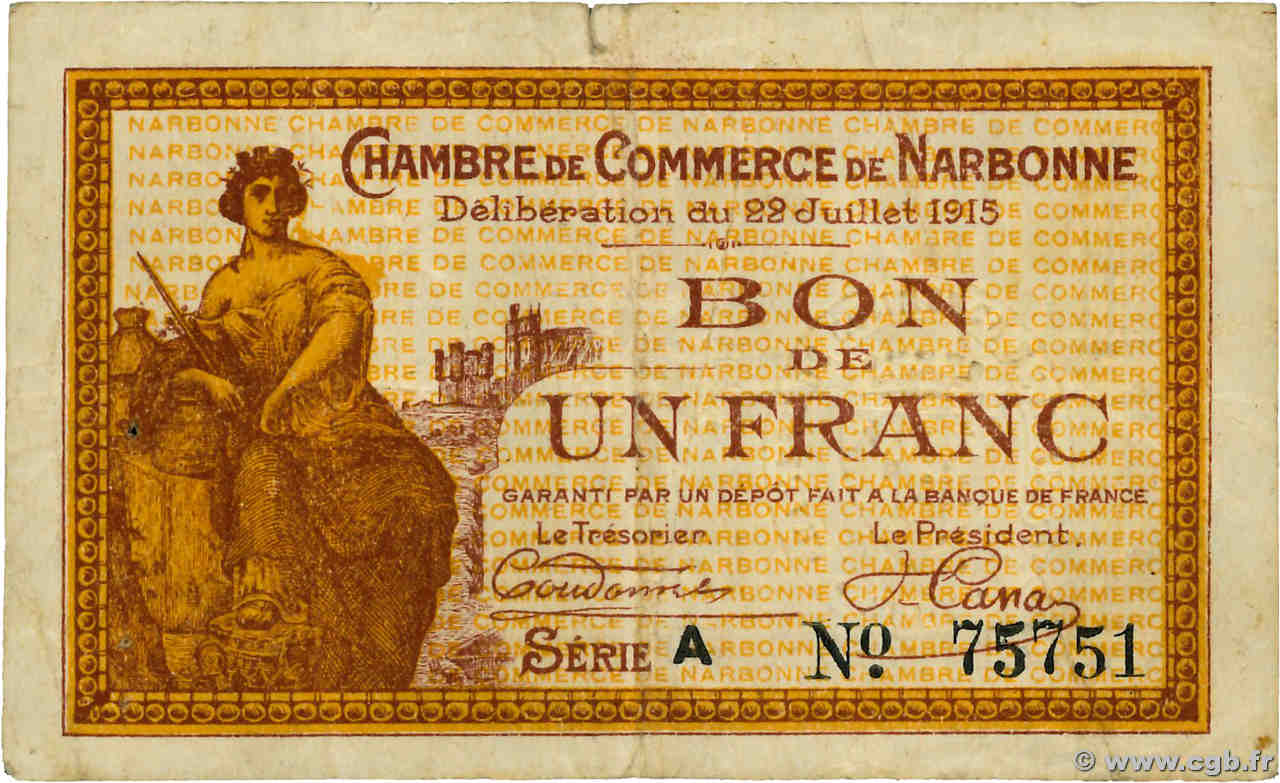 CHAMBRE DE COMMERCE DE NARBONNE
Délibération du 22 Juillet 1915
BON
DE
UN FRANC
GARANTI PAR UN DÉPÔT FAIT A LA BANQUE DE FRANCE
Le Trésorier Le Président.
SÉRIE A No. 75751
© www.cgb.fr